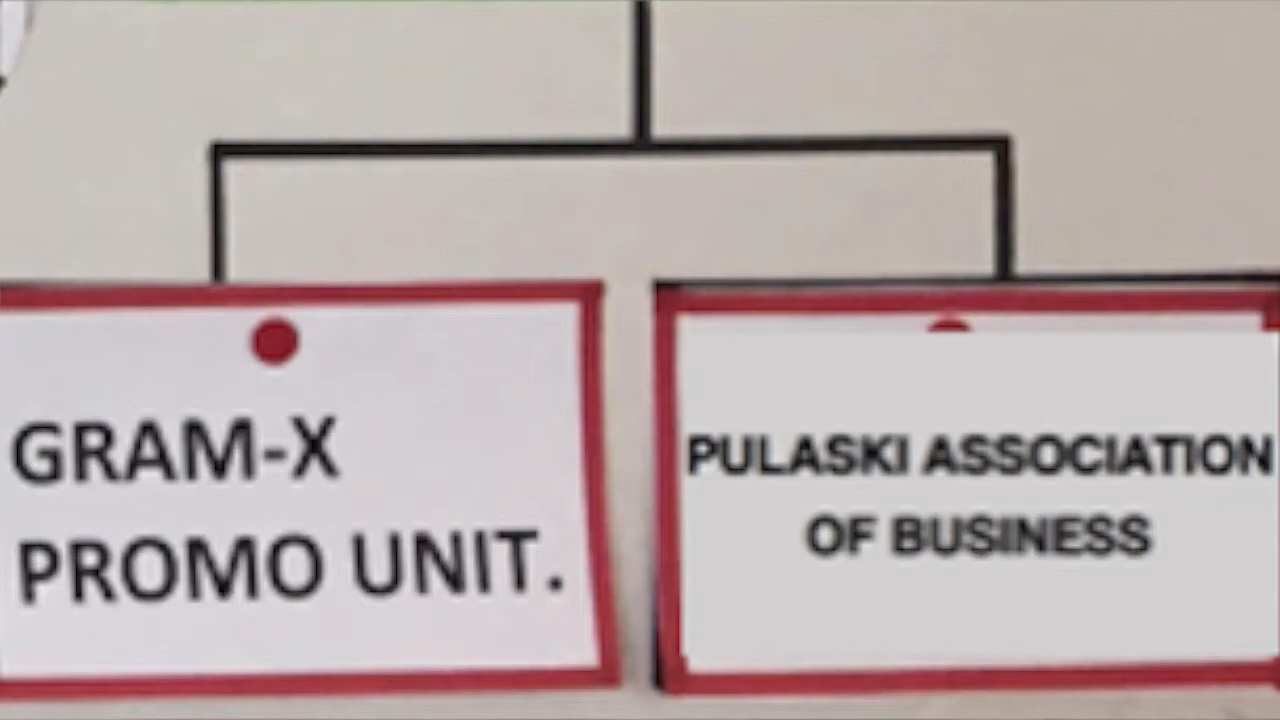 GRAM-X
PROMO UNIT.
PULASKI ASSOCIATION
OF BUSINESS